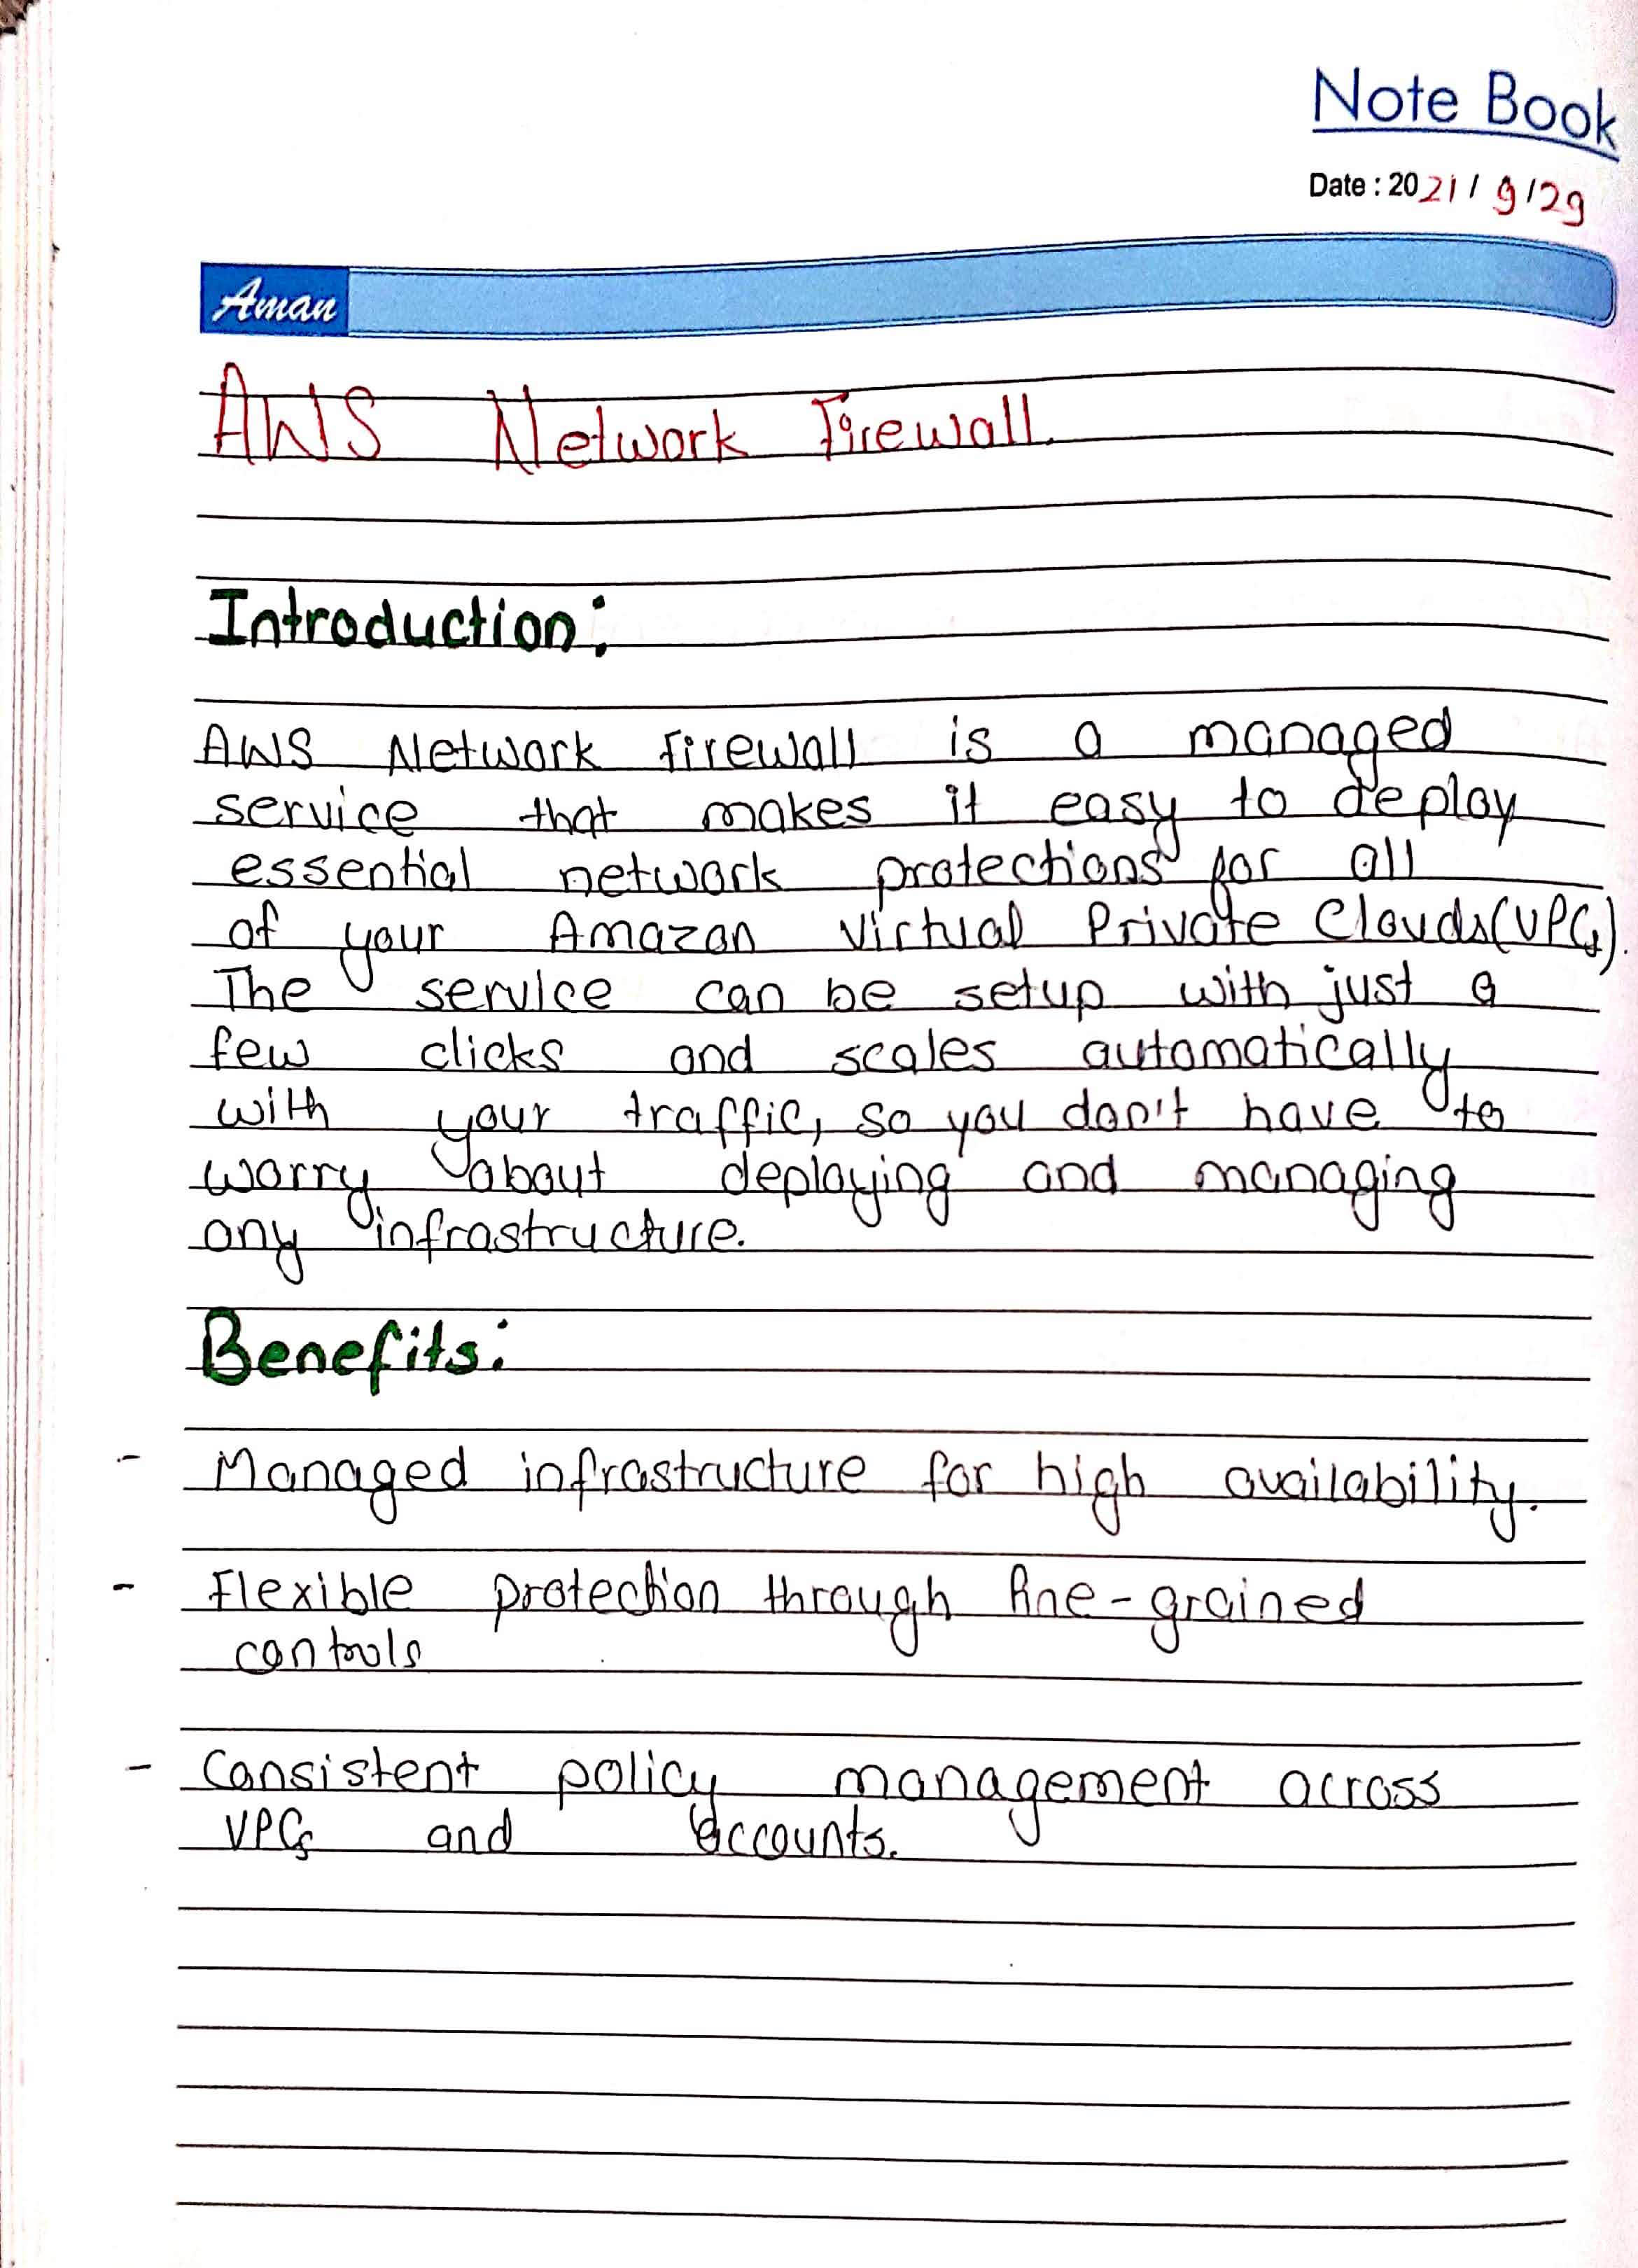 Note Book
Date : 2021 / 9/29
Aman
AWS Network Firewall.
Introduction:
AWS Network Firewall is a managed
service that makes it easy to deploy
essential network protections for all
of your Amazon Virtual Private Clouds(VPCs).
The service can be setup with just a
few clicks and scales automatically
with your traffic, so you don't have to
worry about deploying and managing
any infrastructure.
Benefits:
- Managed infrastructure for high availability.
- Flexible protection through fine-grained
controls
- Consistent policy management across
VPCs and accounts.